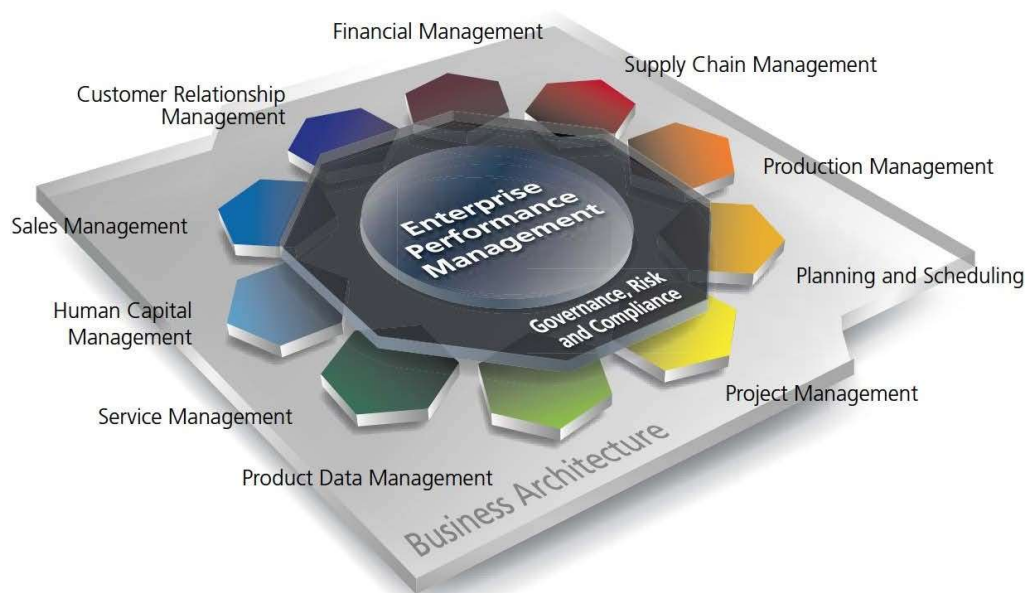 Financial Management
Supply Chain Management
Customer Relationship
Management
Production Management
Sales Management
Enterprise
Performance
Management
Planning and Scheduling
Governance, Risk
and Compliance
Human Capital
Management
Project Management
Service Management
Product Data Management
Business Architecture